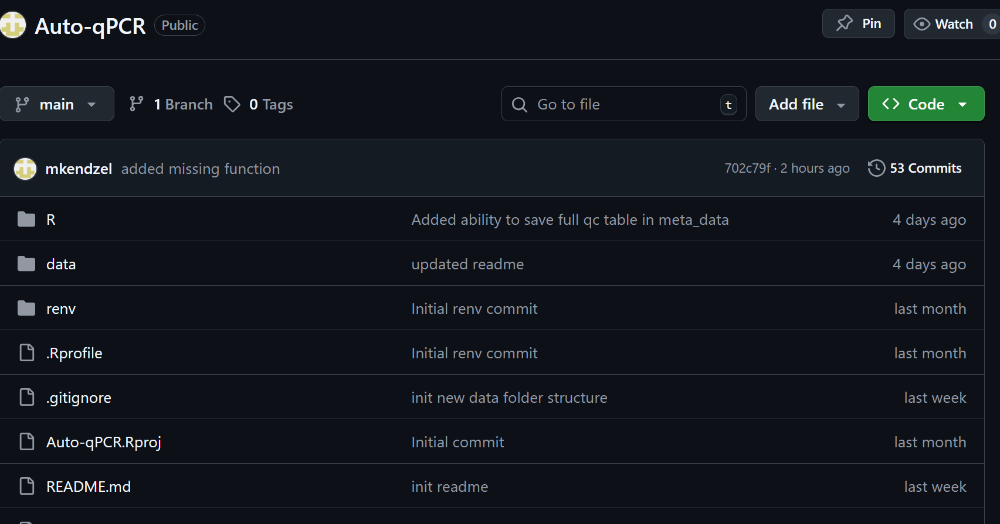 Auto-qPCR Public Pin Watch 0
main 1 Branch 0 Tags Go to file t Add file Code
mkendzel added missing function 702c79f · 2 hours ago 53 Commits
R Added ability to save full qc table in meta_data 4 days ago
data updated readme 4 days ago
renv Initial renv commit last month
.Rprofile Initial renv commit last month
.gitignore init new data folder structure last week
Auto-qPCR.Rproj Initial commit last month
README.md init readme last week